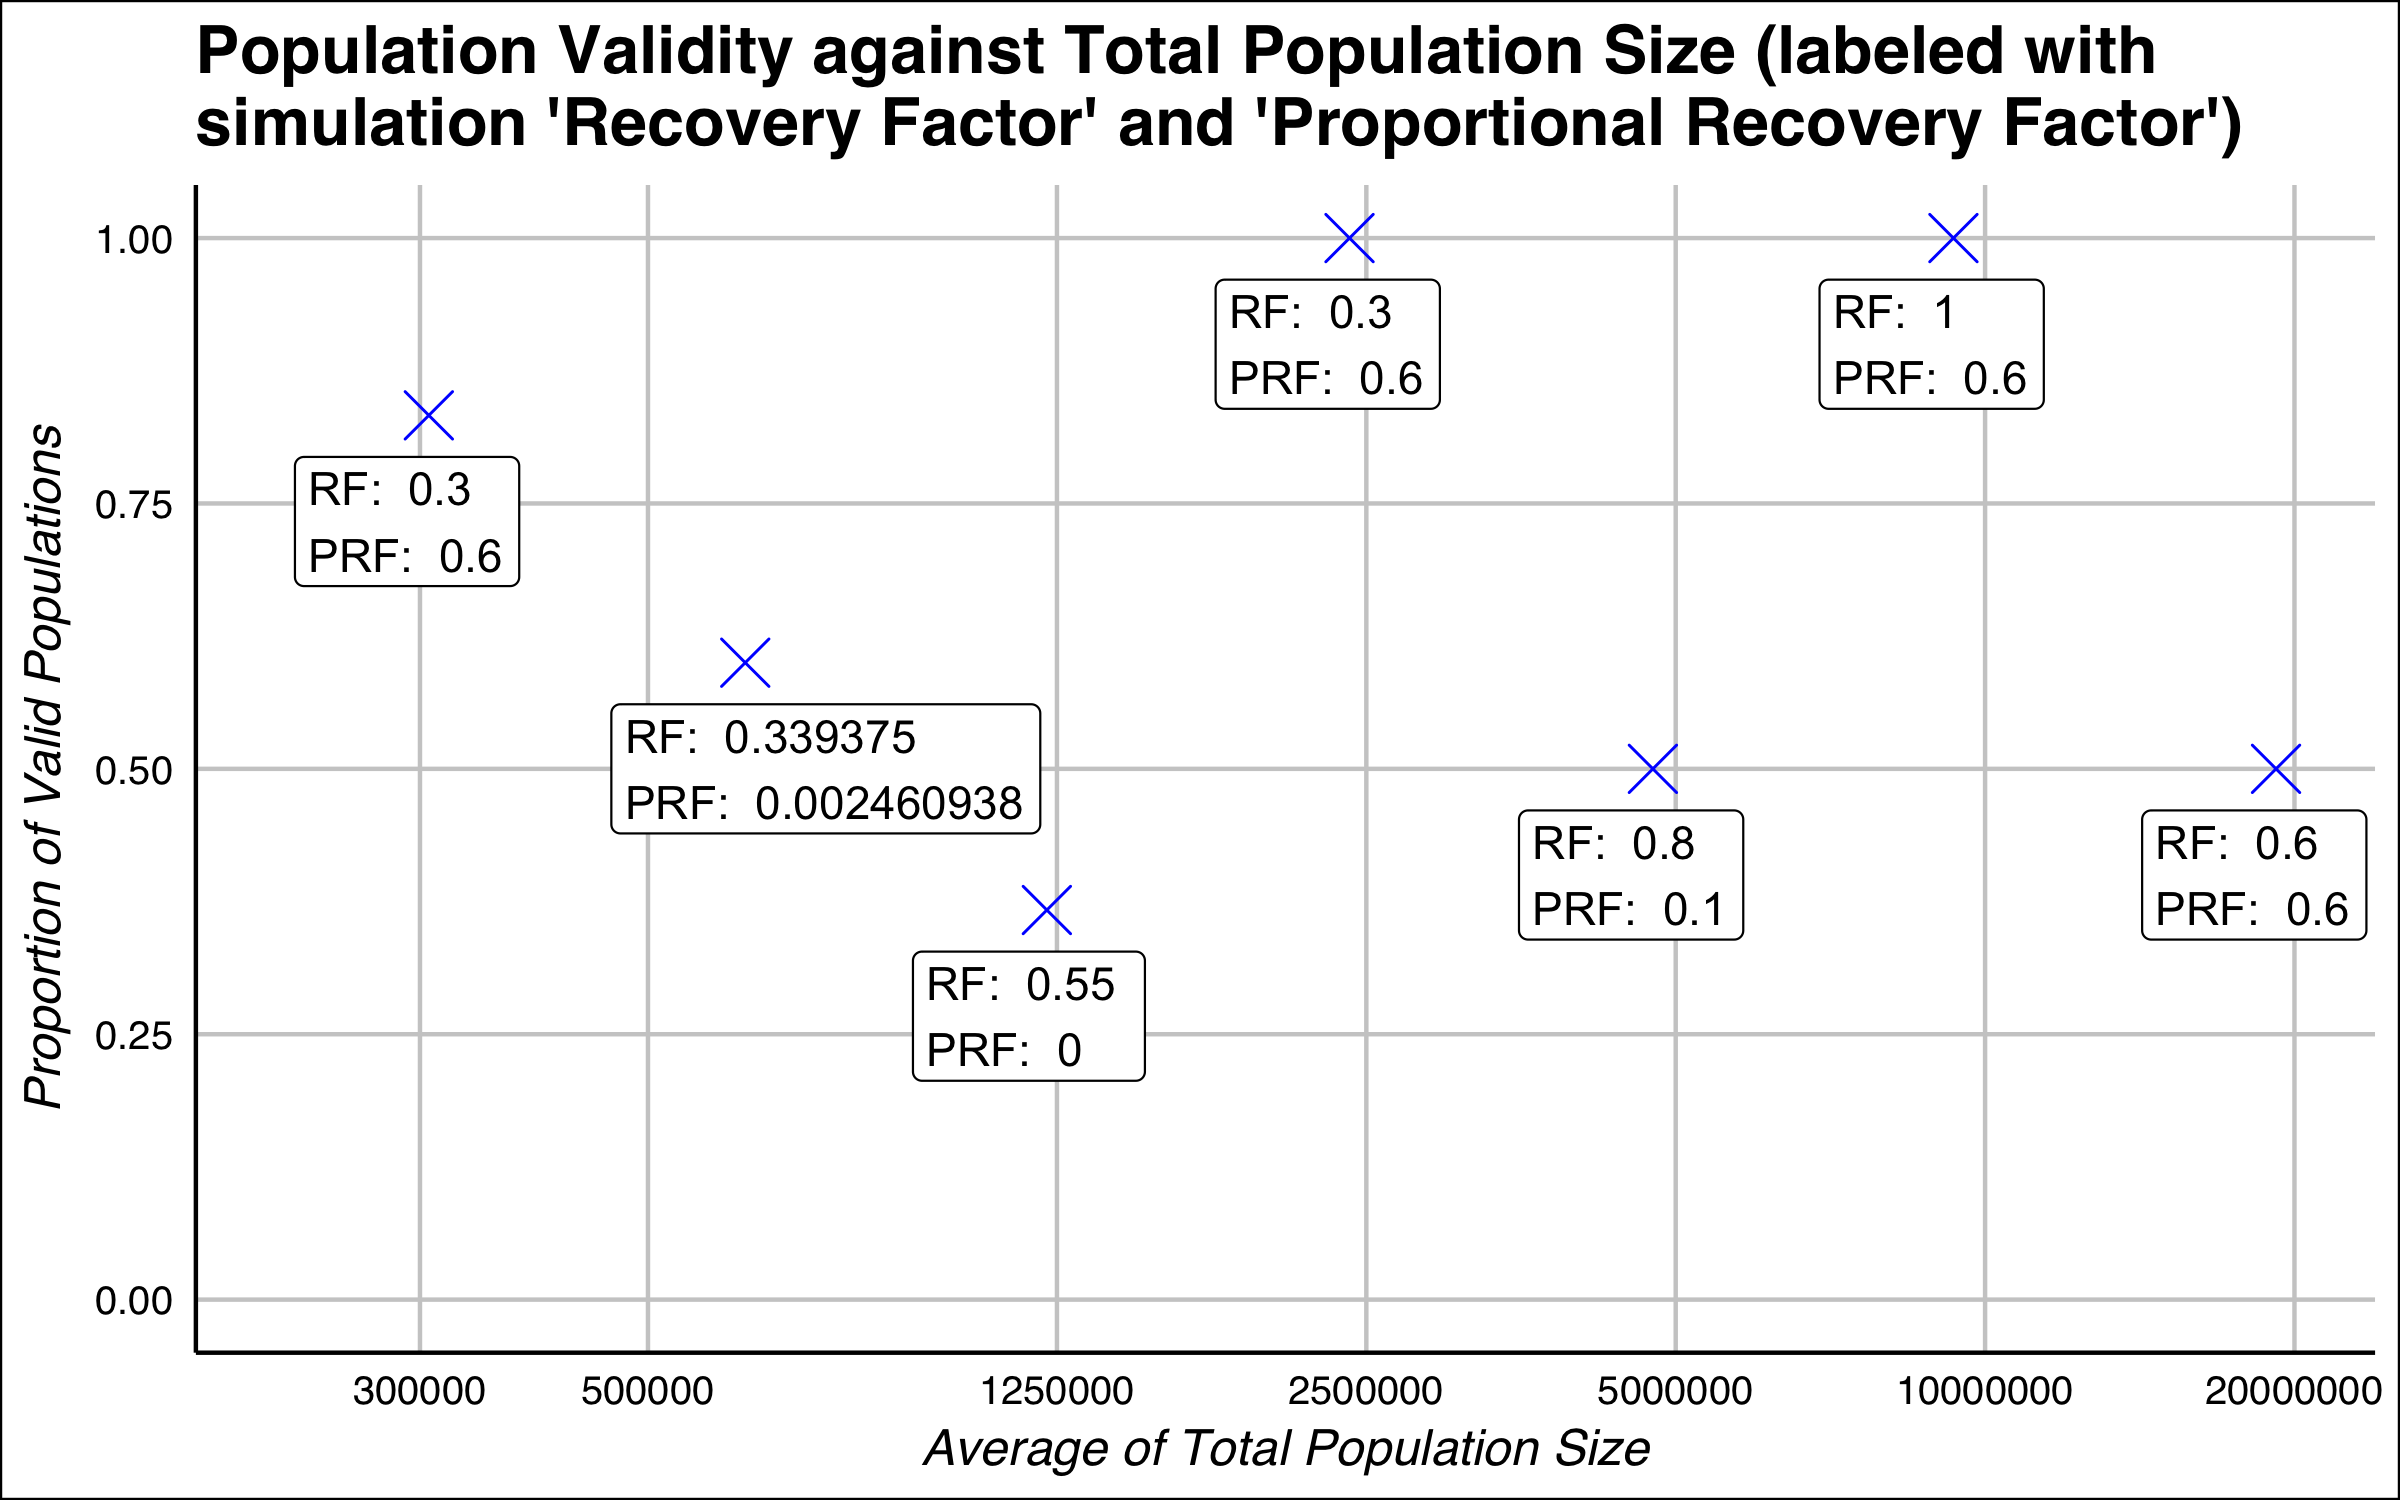 Population Validity against Total Population Size (labeled with
simulation 'Recovery Factor' and 'Proportional Recovery Factor')
Proportion of Valid Populations
1.00
0.75
0.50
0.25
0.00
RF: 0.3
PRF: 0.6
RF: 0.339375
PRF: 0.002460938
RF: 0.55
PRF: 0
RF: 0.3
PRF: 0.6
RF: 0.8
PRF: 0.1
RF: 1
PRF: 0.6
RF: 0.6
PRF: 0.6
300000 500000 1250000 2500000 5000000 10000000 20000000
Average of Total Population Size